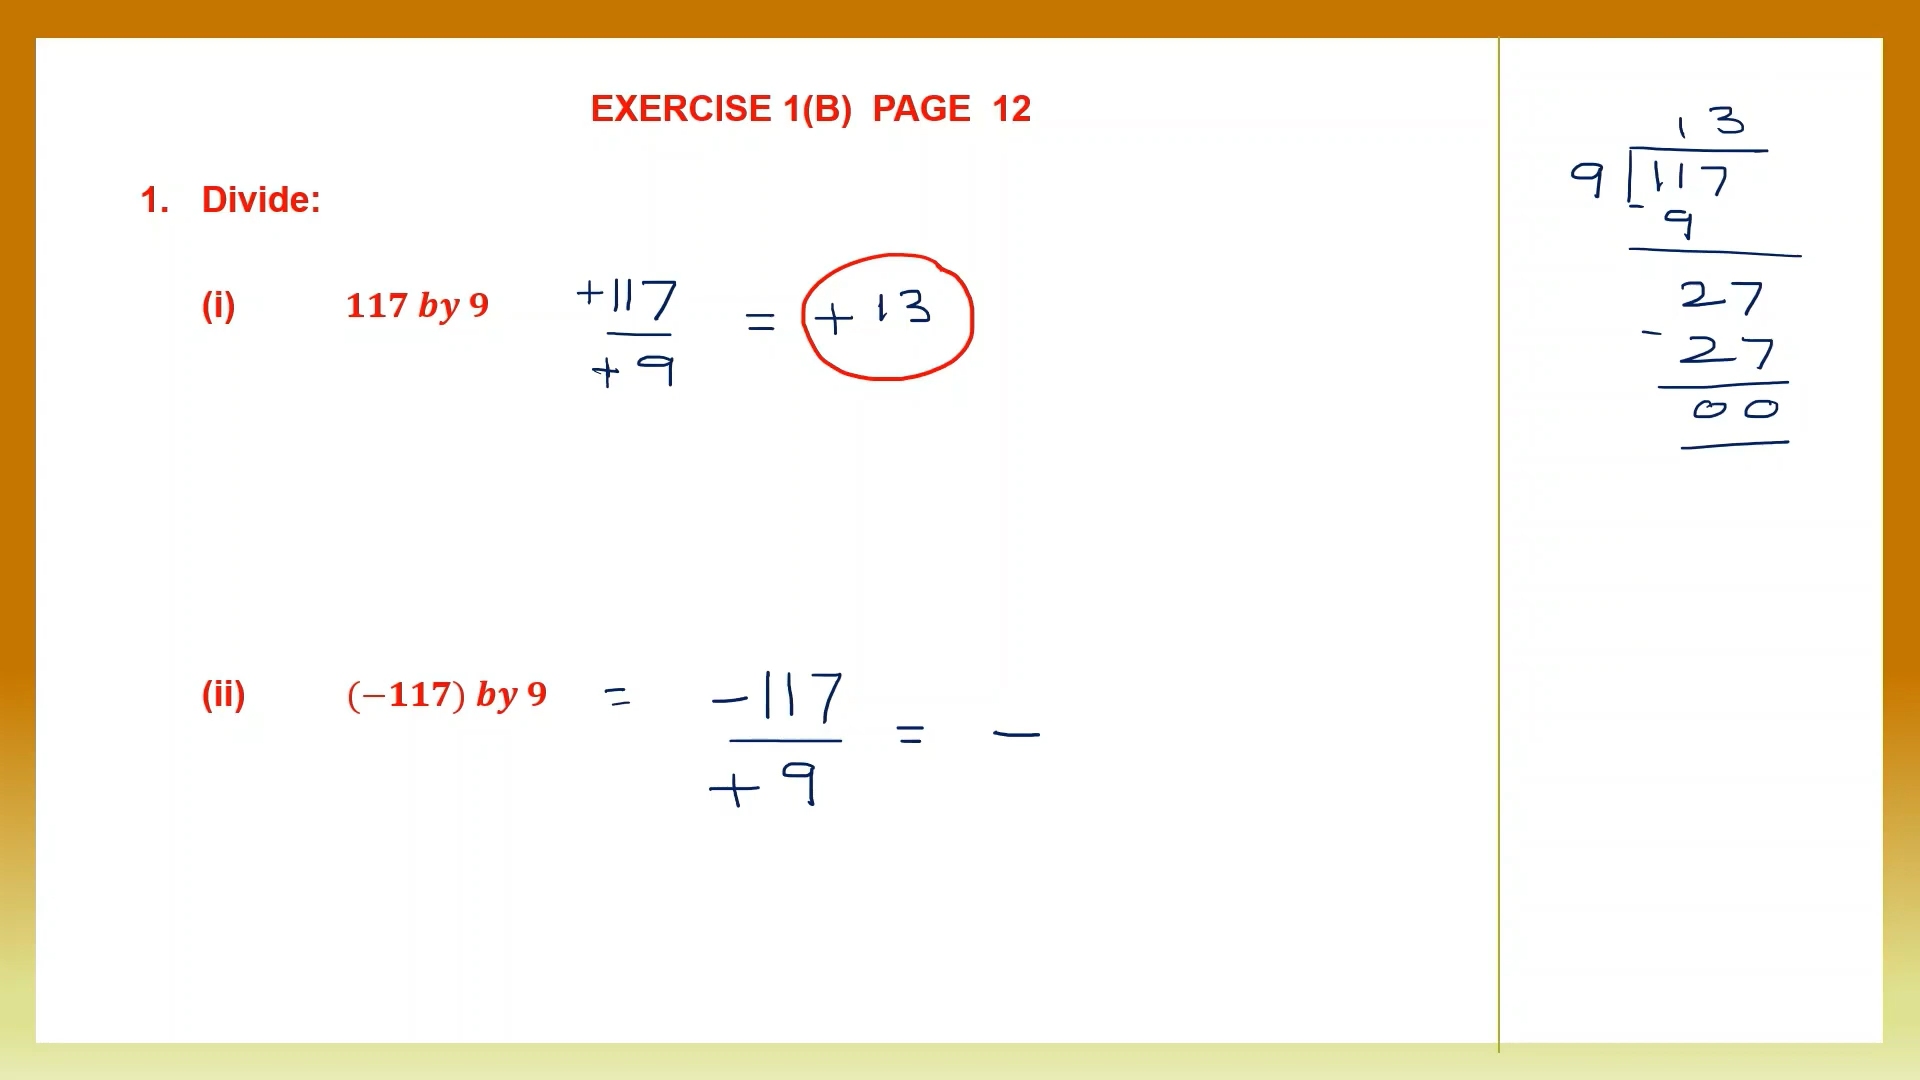 EXERCISE 1(B) PAGE 12
1. Divide:
(i) 117 by 9 +117 / +9 = +13
(ii) (−117) by 9 = −117 / +9 = −
13
9 117
- 9
27
- 27
00